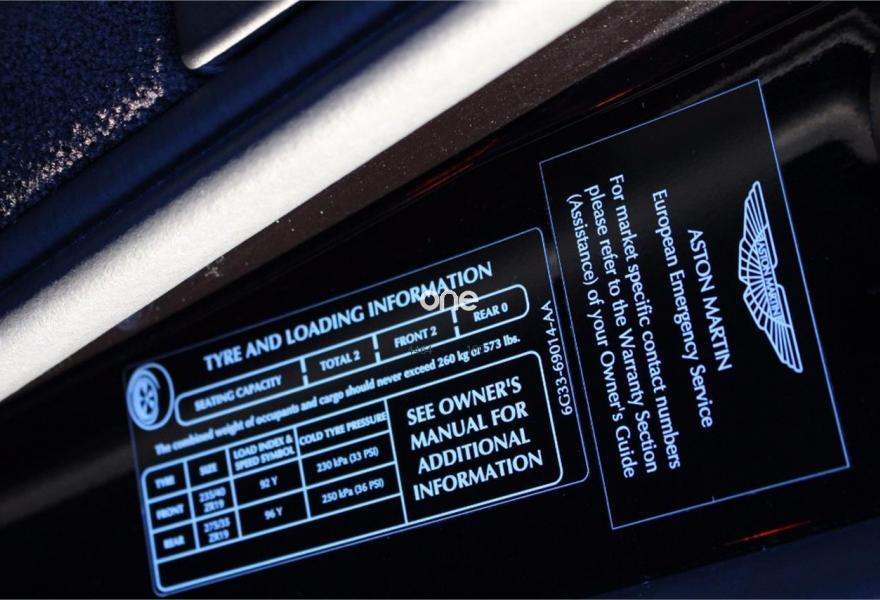 TYRE AND LOADING INFORMATION
SEATING CAPACITY TOTAL 2 FRONT 2 REAR 0
The combined weight of occupants and cargo should never exceed 260 kg or 573 lbs.
TYRE SIZE LOAD INDEX & SPEED SYMBOL COLD TYRE PRESSURE
FRONT 235/40 ZR19 92 Y 230 kPa (33 PSI)
REAR 275/35 ZR19 96 Y 250 kPa (36 PSI)
SEE OWNER'S
MANUAL FOR
ADDITIONAL
INFORMATION
6G33-69014-AA
one
ASTON MARTIN
ASTON MARTIN
European Emergency Service
For market specific contact numbers
please refer to the Warranty Section
(Assistance) of your Owner's Guide